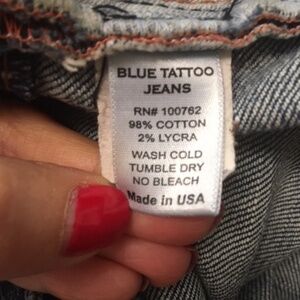 BLUE TATTOO
JEANS
RN# 100762
98% COTTON
2% LYCRA
WASH COLD
TUMBLE DRY
NO BLEACH
Made in USA